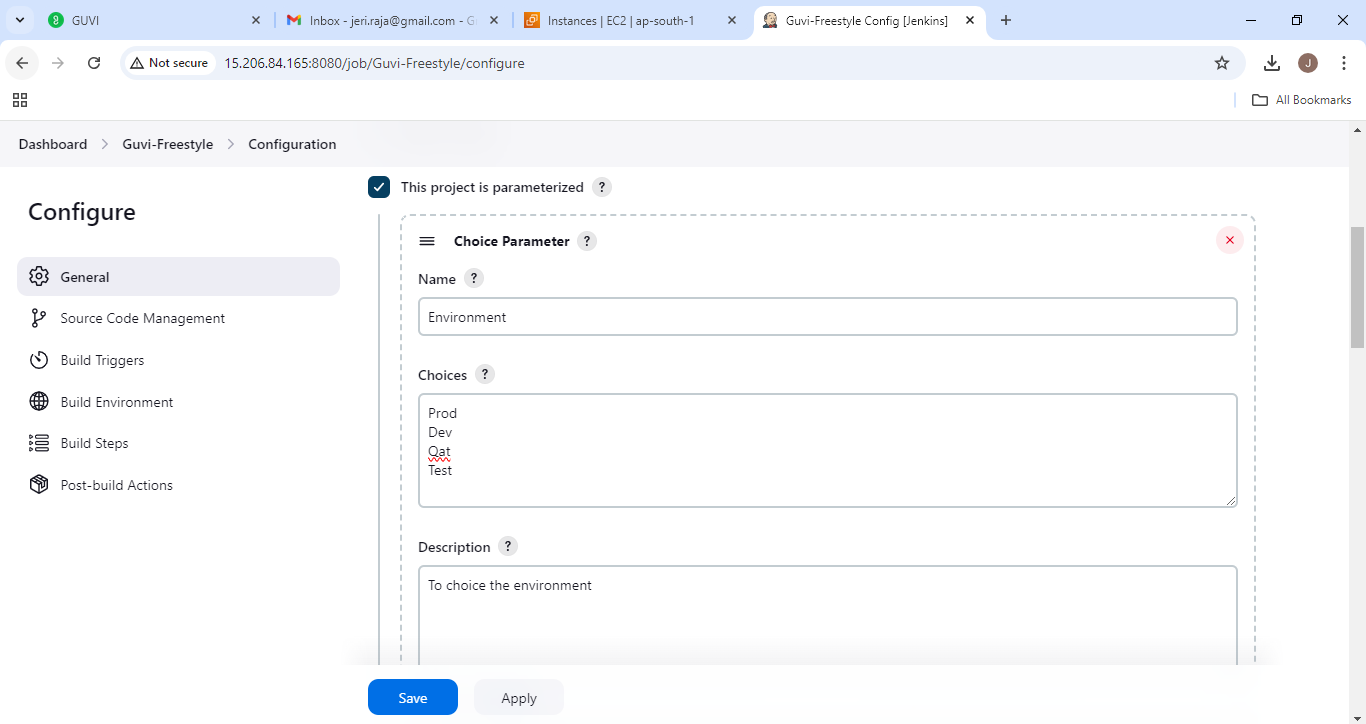 GUVI
Inbox - jeri.raja@gmail.com - G
Instances | EC2 | ap-south-1
Guvi-Freestyle Config [Jenkins]
Not secure
15.206.84.165:8080/job/Guvi-Freestyle/configure
J
All Bookmarks
Dashboard > Guvi-Freestyle > Configuration
Configure
General
Source Code Management
Build Triggers
Build Environment
Build Steps
Post-build Actions
This project is parameterized ?
Choice Parameter ?
Name ?
Environment
Choices ?
Prod
Dev
Qat
Test
Description ?
To choice the environment
Save
Apply